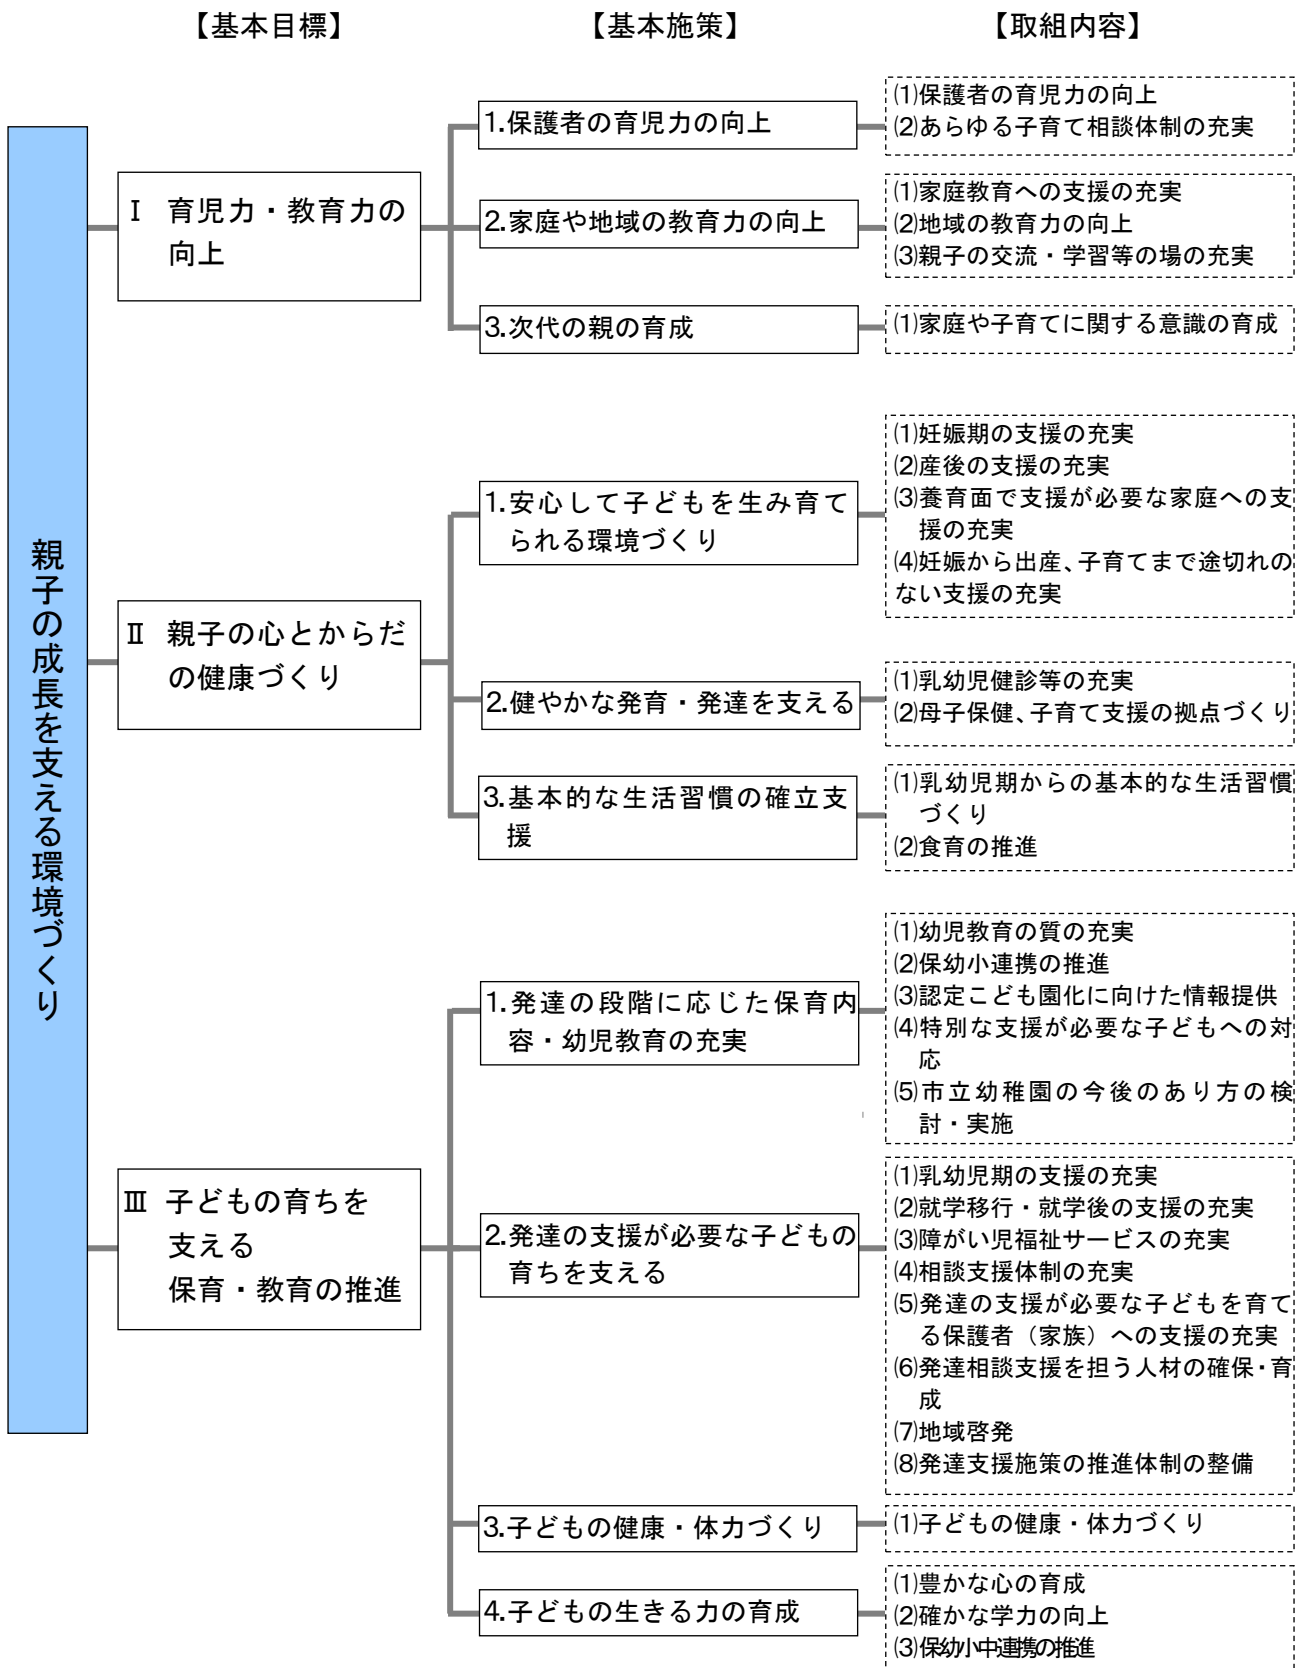 【基本目標】
【基本施策】
【取組内容】
親子の成長を支える環境づくり
Ⅰ 育児力・教育力の
向上
1.保護者の育児力の向上
⑴保護者の育児力の向上
⑵あらゆる子育て相談体制の充実
2.家庭や地域の教育力の向上
⑴家庭教育への支援の充実
⑵地域の教育力の向上
⑶親子の交流・学習等の場の充実
3.次代の親の育成
⑴家庭や子育てに関する意識の育成
Ⅱ 親子の心とからだ
の健康づくり
1.安心して子どもを生み育て
られる環境づくり
⑴妊娠期の支援の充実
⑵産後の支援の充実
⑶養育面で支援が必要な家庭への支
援の充実
⑷妊娠から出産、子育てまで途切れの
ない支援の充実
2.健やかな発育・発達を支える
⑴乳幼児健診等の充実
⑵母子保健、子育て支援の拠点づくり
3.基本的な生活習慣の確立支
援
⑴乳幼児期からの基本的な生活習慣
づくり
⑵食育の推進
Ⅲ 子どもの育ちを
支える
保育・教育の推進
1.発達の段階に応じた保育内
容・幼児教育の充実
⑴幼児教育の質の充実
⑵保幼小連携の推進
⑶認定こども園化に向けた情報提供
⑷特別な支援が必要な子どもへの対
応
⑸市立幼稚園の今後のあり方の検
討・実施
2.発達の支援が必要な子どもの
育ちを支える
⑴乳幼児期の支援の充実
⑵就学移行・就学後の支援の充実
⑶障がい児福祉サービスの充実
⑷相談支援体制の充実
⑸発達の支援が必要な子どもを育て
る保護者（家族）への支援の充実
⑹発達相談支援を担う人材の確保・育
成
⑺地域啓発
⑻発達支援施策の推進体制の整備
3.子どもの健康・体力づくり
⑴子どもの健康・体力づくり
4.子どもの生きる力の育成
⑴豊かな心の育成
⑵確かな学力の向上
⑶保幼小中連携の推進